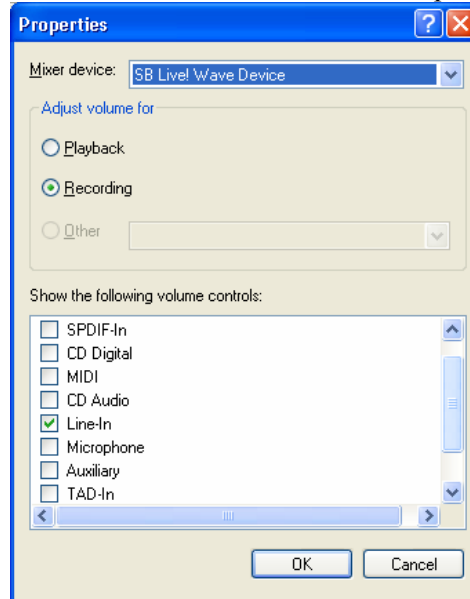 Properties
Mixer device: SB Live! Wave Device
Adjust volume for
Playback
Recording
Other
Show the following volume controls:
SPDIF-In
CD Digital
MIDI
CD Audio
Line-In
Microphone
Auxiliary
TAD-In
OK Cancel